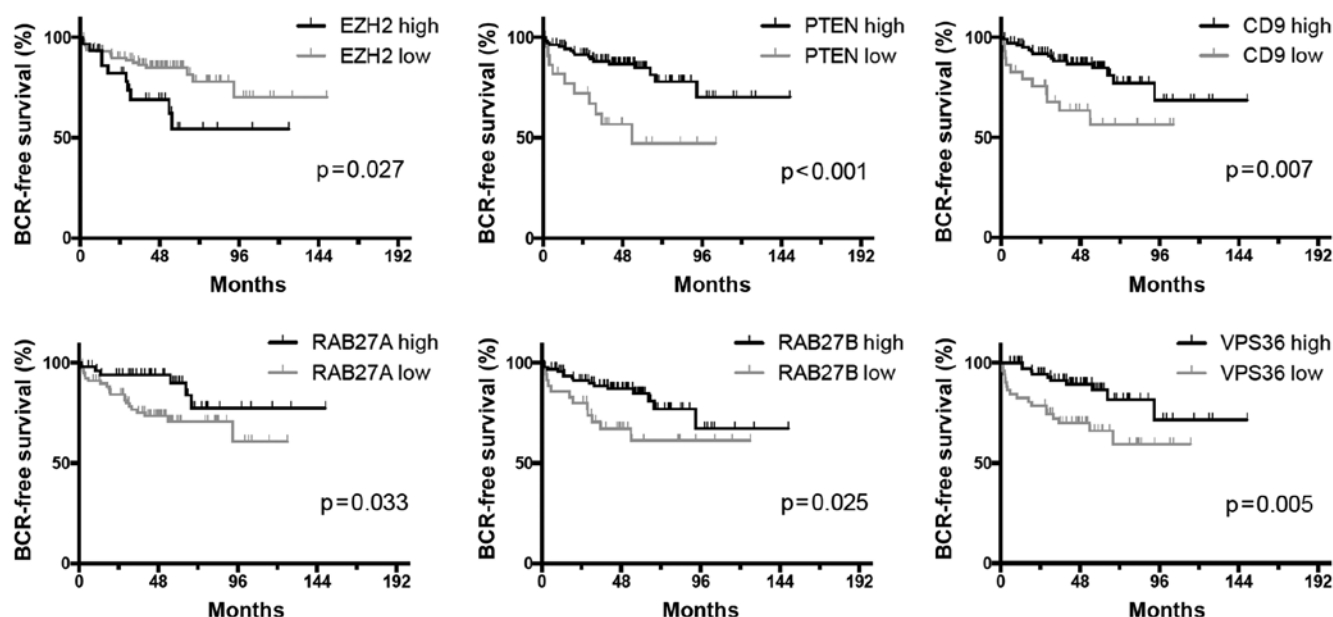 EZH2 high
EZH2 low
BCR-free survival (%)
100
50
0
p=0.027
0 48 96 144 192
Months
PTEN high
PTEN low
BCR-free survival (%)
100
50
0
p<0.001
0 48 96 144 192
Months
CD9 high
CD9 low
BCR-free survival (%)
100
50
0
p=0.007
0 48 96 144 192
Months
RAB27A high
RAB27A low
BCR-free survival (%)
100
50
0
p=0.033
0 48 96 144 192
Months
RAB27B high
RAB27B low
BCR-free survival (%)
100
50
0
p=0.025
0 48 96 144 192
Months
VPS36 high
VPS36 low
BCR-free survival (%)
100
50
0
p=0.005
0 48 96 144 192
Months